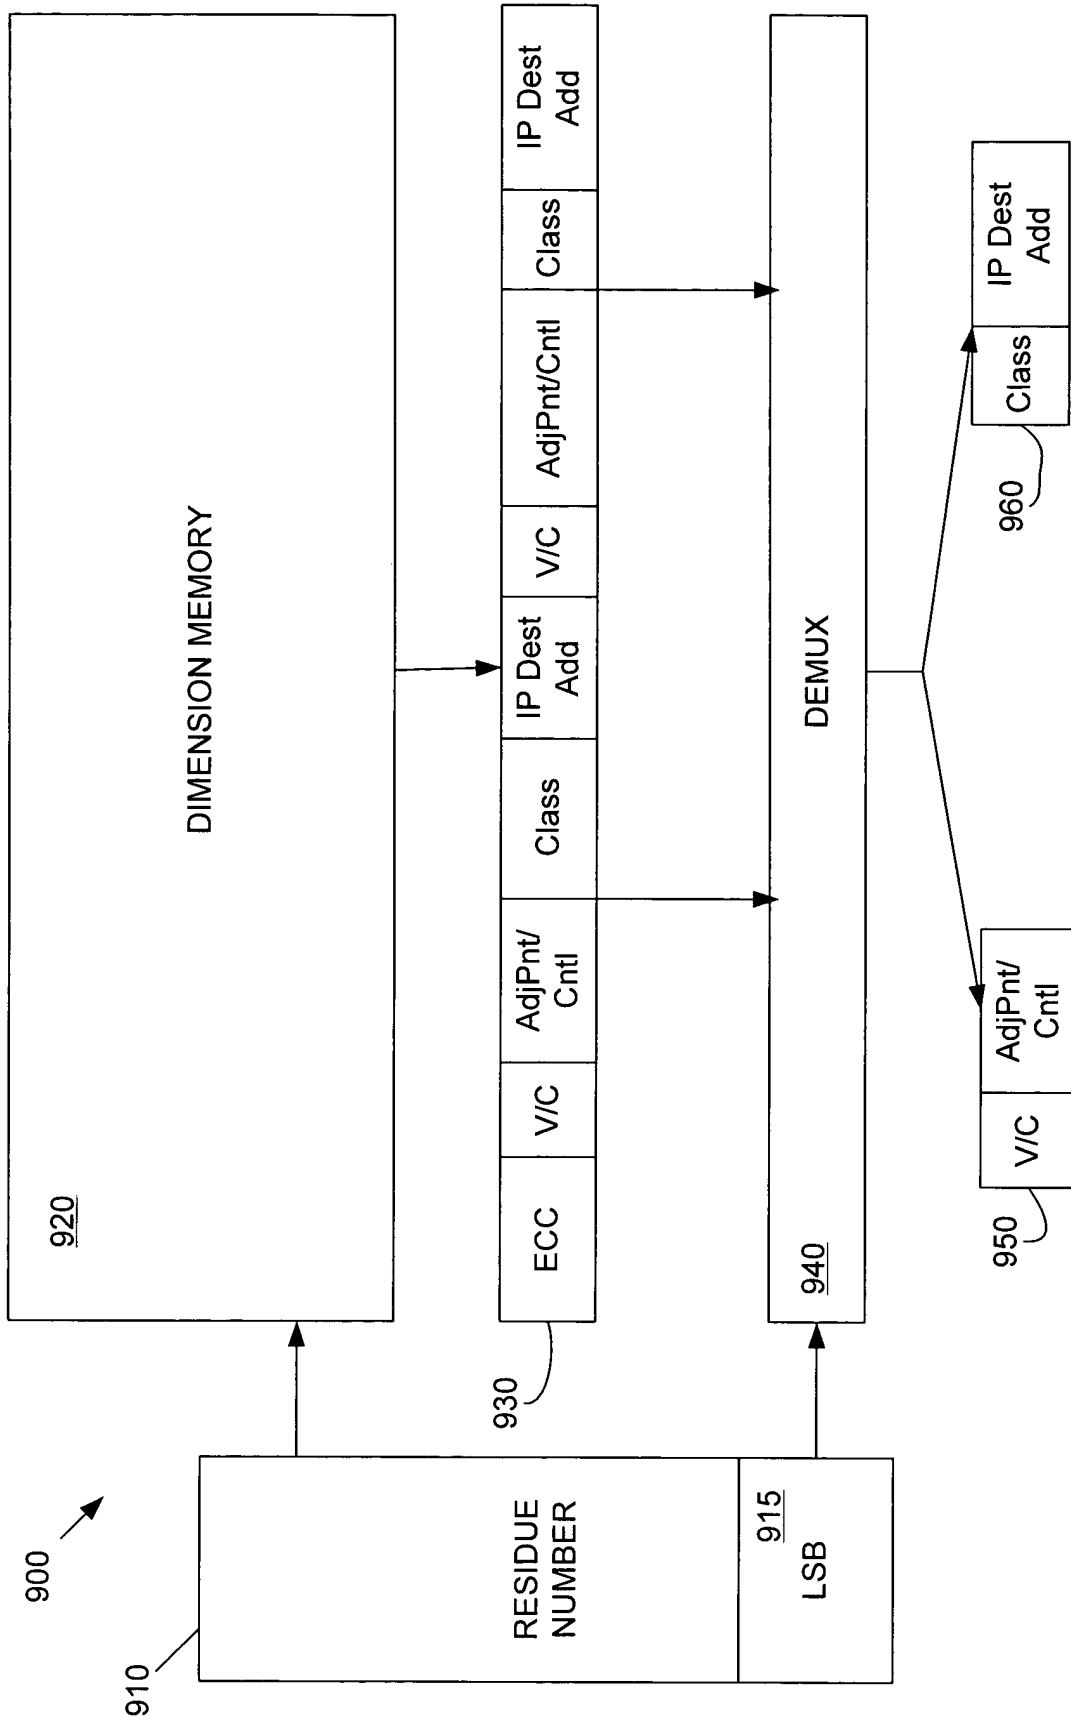 900
910
RESIDUE
NUMBER
915
LSB
920
DIMENSION MEMORY
930
ECC
V/C
AdjPnt/
Cntl
Class
IP Dest
Add
V/C
AdjPnt/Cntl
Class
IP Dest
Add
940
DEMUX
950
V/C
AdjPnt/
Cntl
960
Class
IP Dest
Add